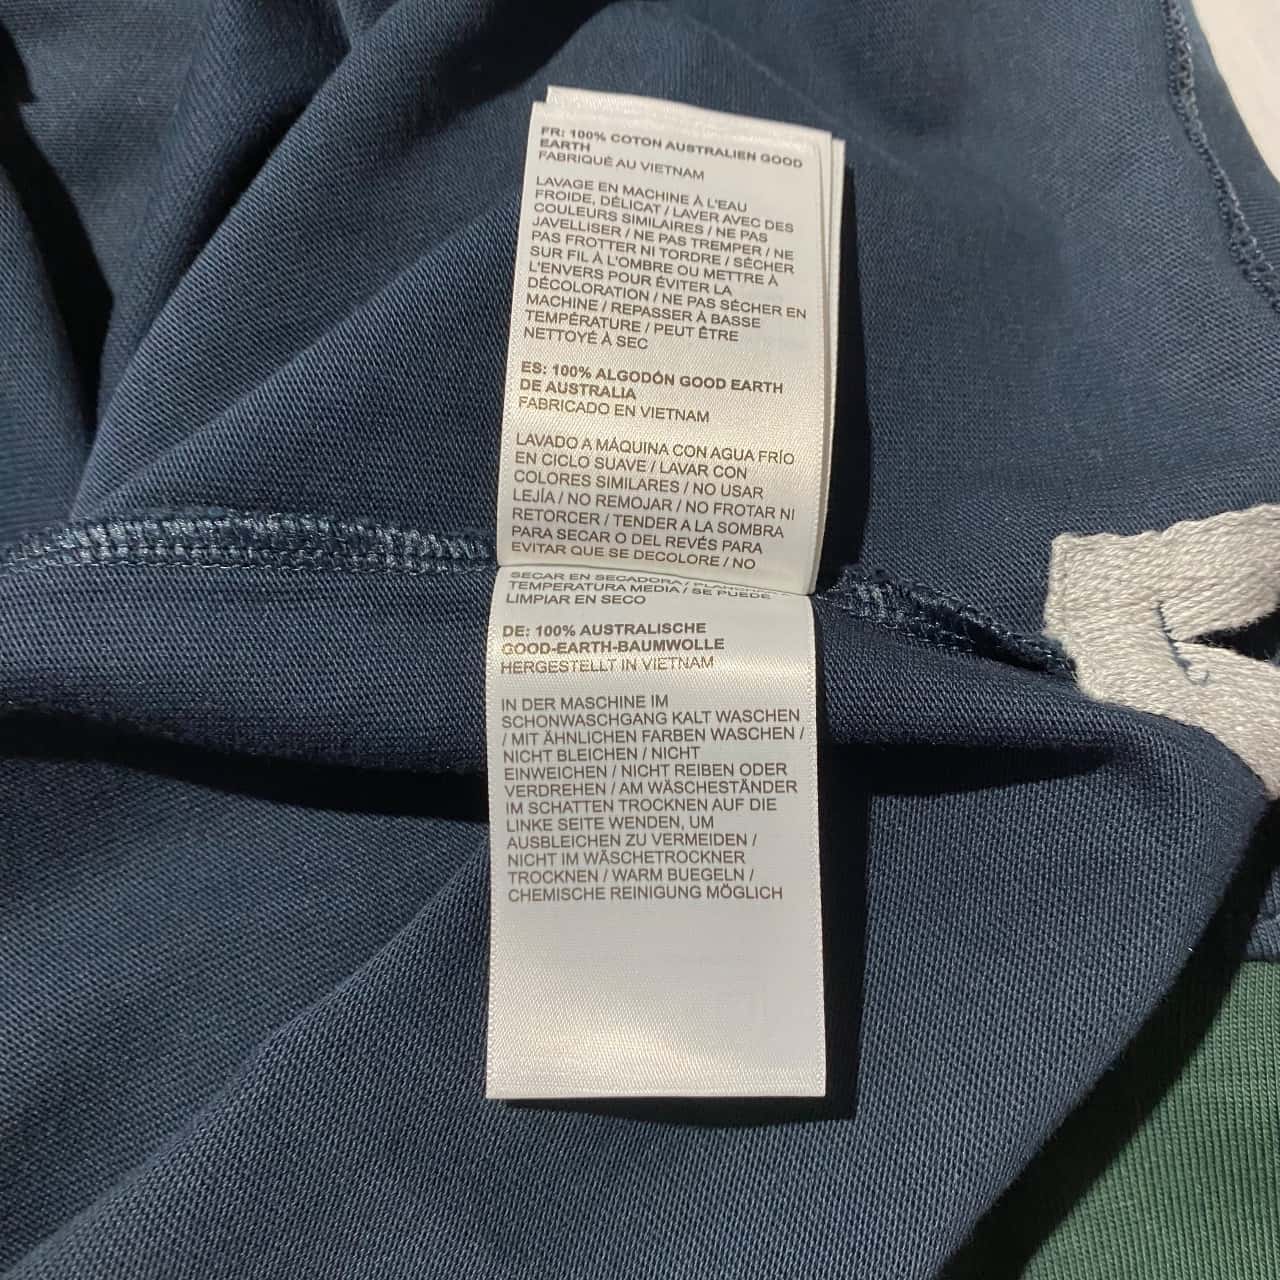 FR: 100% COTON AUSTRALIEN GOOD
EARTH
FABRIQUÉ AU VIETNAM
LAVAGE EN MACHINE À L'EAU
FROIDE, DÉLICAT / LAVER AVEC DES
COULEURS SIMILAIRES / NE PAS
JAVELLISER / NE PAS TREMPER / NE
PAS FROTTER NI TORDRE / SÉCHER
SUR FIL À L'OMBRE OU METTRE À
L'ENVERS POUR ÉVITER LA
DÉCOLORATION / NE PAS SÉCHER EN
MACHINE / REPASSER À BASSE
TEMPÉRATURE / PEUT ÊTRE
NETTOYÉ À SEC
ES: 100% ALGODÓN GOOD EARTH
DE AUSTRALIA
FABRICADO EN VIETNAM
LAVADO A MÁQUINA CON AGUA FRÍO
EN CICLO SUAVE / LAVAR CON
COLORES SIMILARES / NO USAR
LEJÍA / NO REMOJAR / NO FROTAR NI
RETORCER / TENDER A LA SOMBRA
PARA SECAR O DEL REVÉS PARA
EVITAR QUE SE DECOLORE / NO
SECAR EN SECADORA /
TEMPERATURA MEDIA / SE PUEDE
LIMPIAR EN SECO
DE: 100% AUSTRALISCHE
GOOD-EARTH-BAUMWOLLE
HERGESTELLT IN VIETNAM
IN DER MASCHINE IM
SCHONWASCHGANG KALT WASCHEN
/ MIT ÄHNLICHEN FARBEN WASCHEN /
NICHT BLEICHEN / NICHT
EINWEICHEN / NICHT REIBEN ODER
VERDREHEN / AM WÄSCHESTÄNDER
IM SCHATTEN TROCKNEN AUF DIE
LINKE SEITE WENDEN, UM
AUSBLEICHEN ZU VERMEIDEN /
NICHT IM WÄSCHETROCKNER
TROCKNEN / WARM BUEGELN /
CHEMISCHE REINIGUNG MÖGLICH